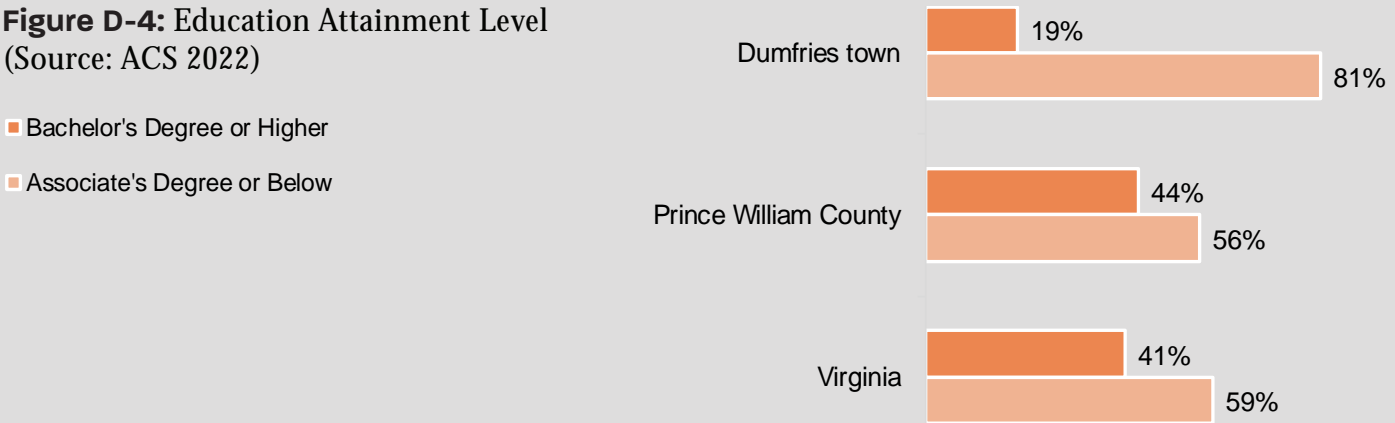 Figure D-4: Education Attainment Level
(Source: ACS 2022)
Bachelor's Degree or Higher
Associate's Degree or Below
Dumfries town
19%
81%
Prince William County
44%
56%
Virginia
41%
59%